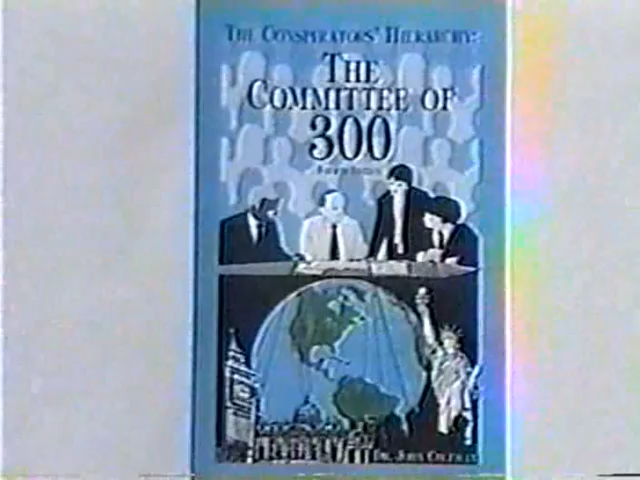 THE CONSPIRATORS' HIERARCHY:
THE
COMMITTEE OF
300
DR. JOHN COLEMAN